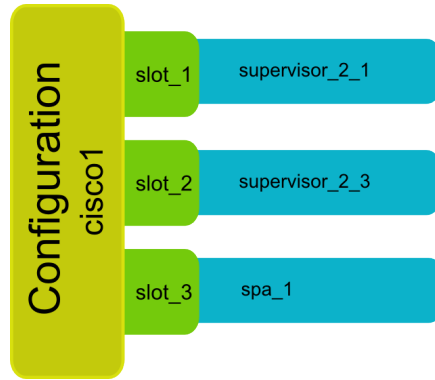 Configuration
cisco1
slot_1
supervisor_2_1
slot_2
supervisor_2_3
slot_3
spa_1